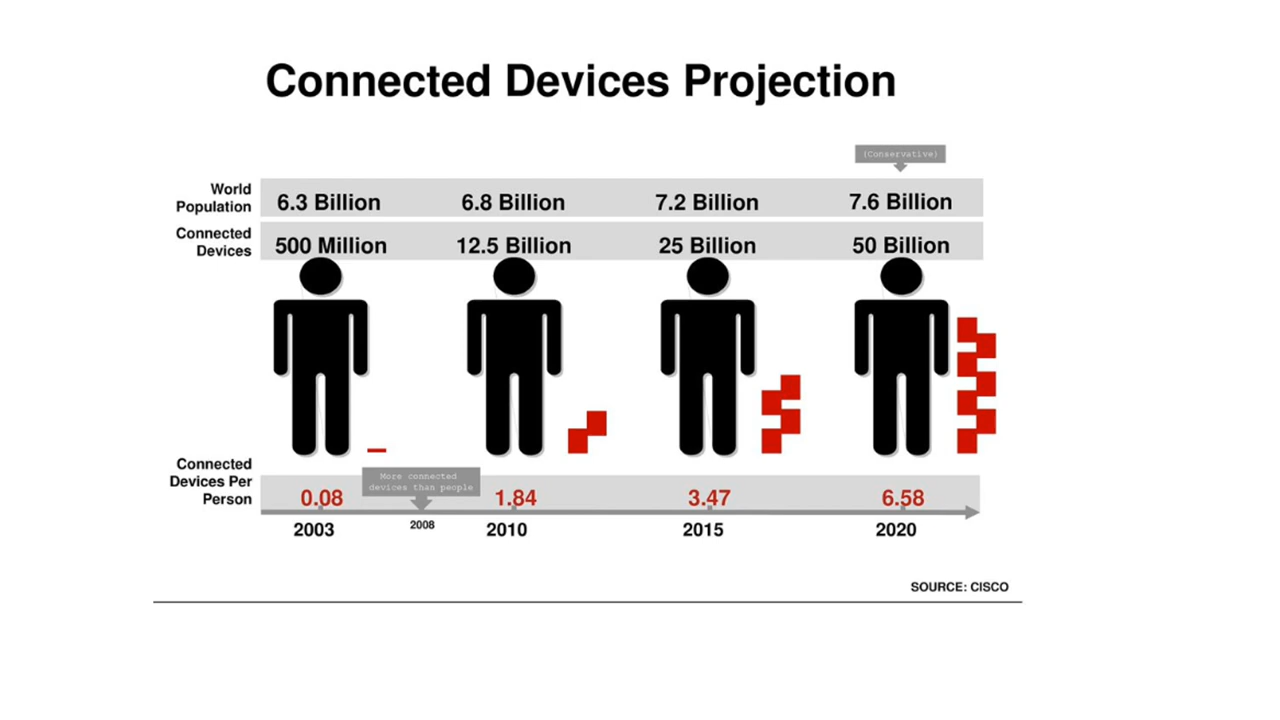 Connected Devices Projection
(Conservative)
World
Population
6.3 Billion 6.8 Billion 7.2 Billion 7.6 Billion
Connected
Devices
500 Million 12.5 Billion 25 Billion 50 Billion
Connected
Devices Per
Person
More connected
devices than people
0.08 1.84 3.47 6.58
2003 2008 2010 2015 2020
SOURCE: CISCO